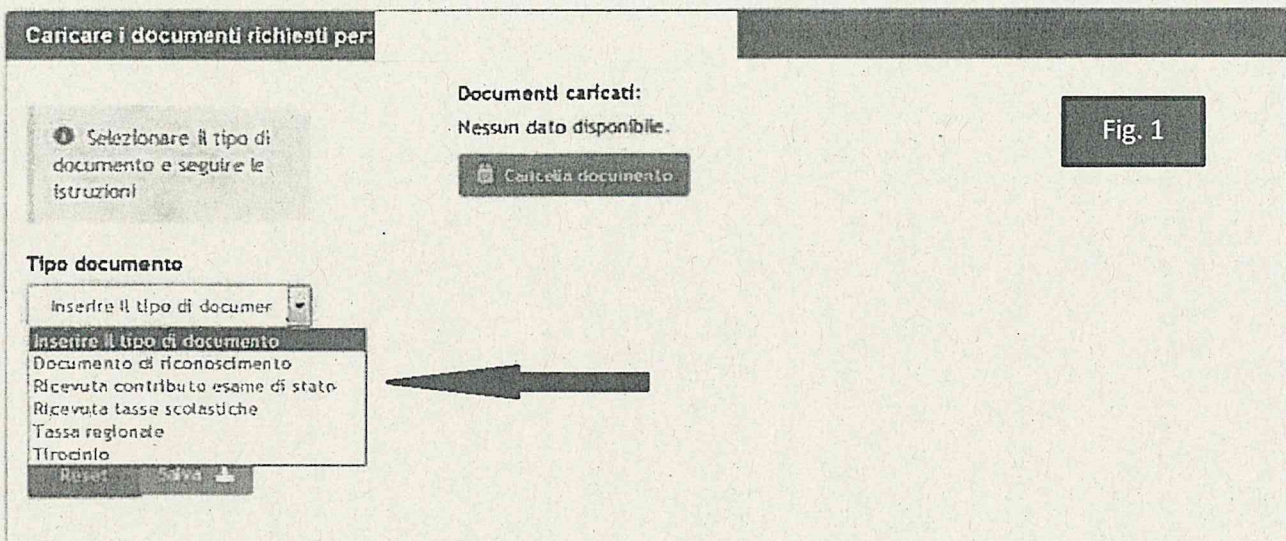 Caricare i documenti richiesti per:
Selezionare il tipo di
documento e seguire le
istruzioni
Documenti caricati:
Nessun dato disponibile.
Cancella documento
Fig. 1
Tipo documento
Inserire il tipo di documer
Inserire il tipo di documento
Documento di riconoscimento
Ricevuta contributo esame di stato
Ricevuta tasse scolastiche
Tassa regionale
Tirocinio
Reset
Salva